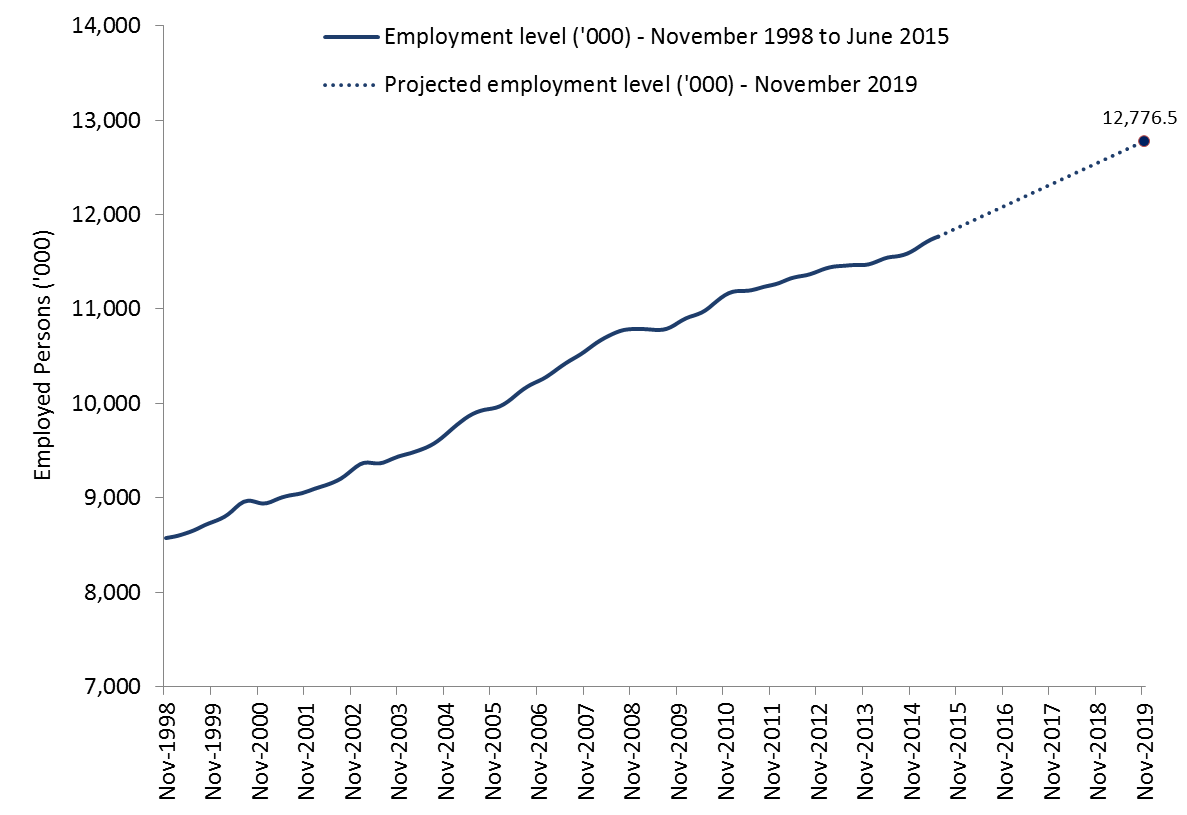 14,000
Employment level ('000) - November 1998 to June 2015
Projected employment level ('000) - November 2019
13,000
12,776.5
12,000
11,000
10,000
9,000
8,000
7,000
Employed Persons ('000)
Nov-1998
Nov-1999
Nov-2000
Nov-2001
Nov-2002
Nov-2003
Nov-2004
Nov-2005
Nov-2006
Nov-2007
Nov-2008
Nov-2009
Nov-2010
Nov-2011
Nov-2012
Nov-2013
Nov-2014
Nov-2015
Nov-2016
Nov-2017
Nov-2018
Nov-2019